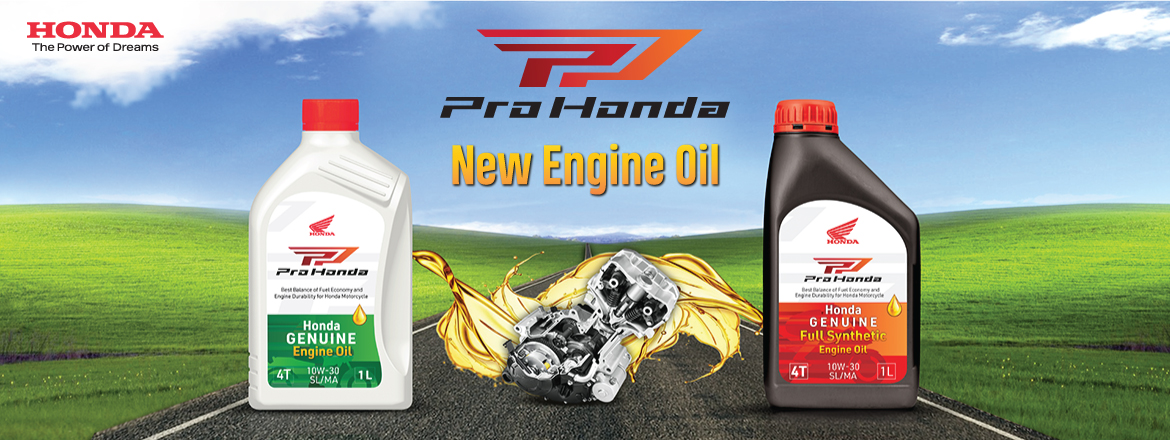 HONDA
The Power of Dreams
Pro Honda
New Engine Oil
HONDA
Pro Honda
Best Balance of Fuel Economy and
Engine Durability for Honda Motorcycle
Honda
GENUINE
Engine Oil
4T
10W-30
SL/MA
1L
HONDA
Pro Honda
Best Balance of Fuel Economy and
Engine Durability for Honda Motorcycle
Honda
GENUINE
Full Synthetic
Engine Oil
4T
10W-30
SL/MA
1L